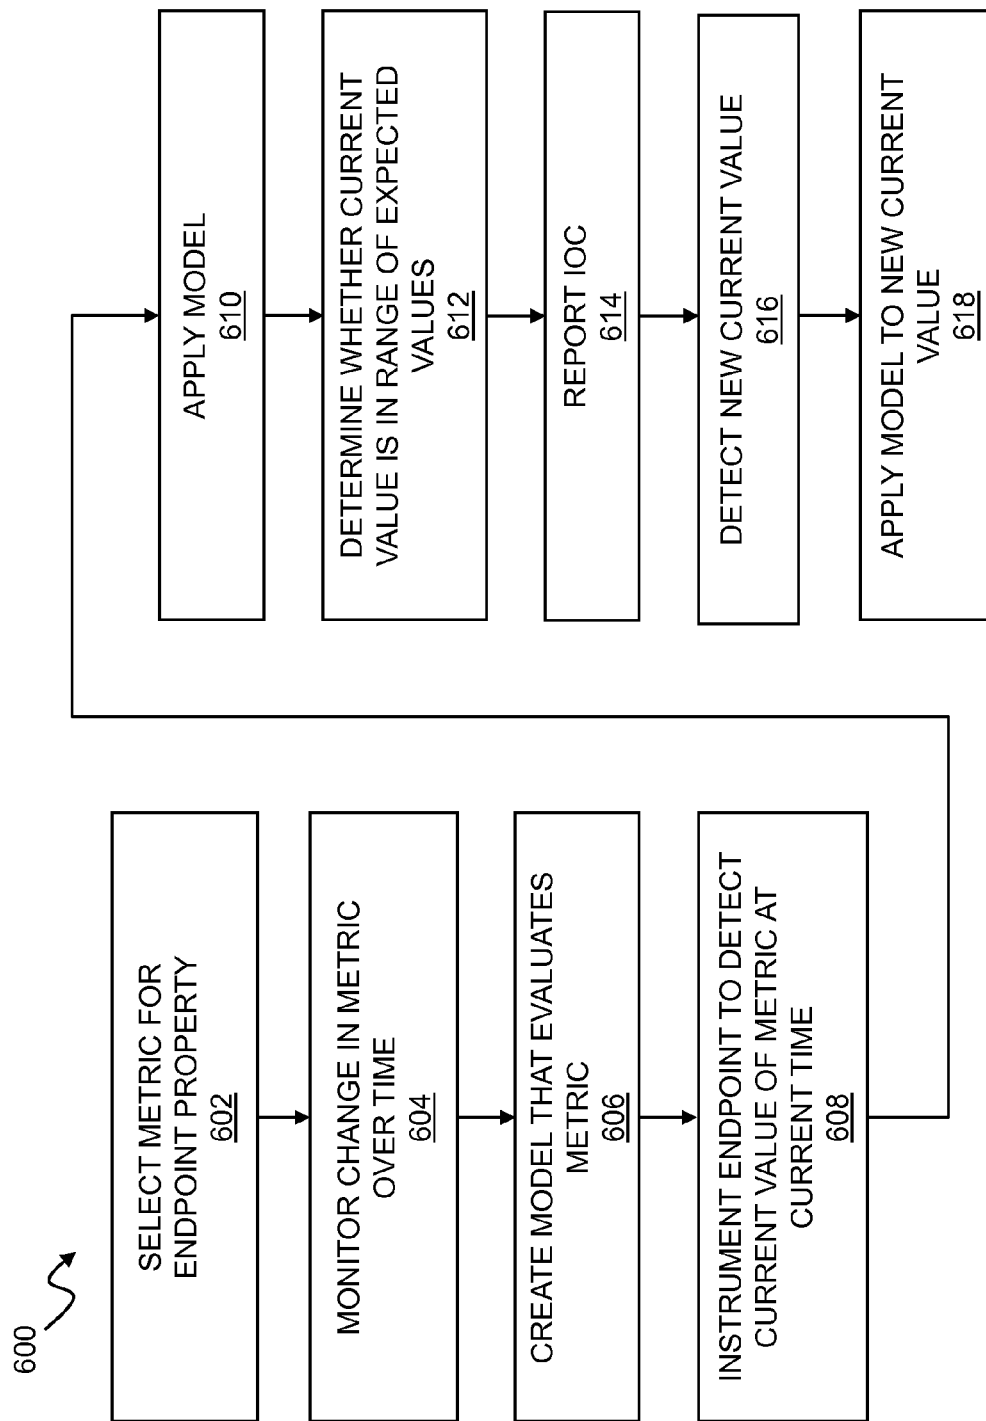 600
SELECT METRIC FOR
ENDPOINT PROPERTY
602
MONITOR CHANGE IN METRIC
OVER TIME
604
CREATE MODEL THAT EVALUATES
METRIC
606
INSTRUMENT ENDPOINT TO DETECT
CURRENT VALUE OF METRIC AT
CURRENT TIME
608
APPLY MODEL
610
DETERMINE WHETHER CURRENT
VALUE IS IN RANGE OF EXPECTED
VALUES
612
REPORT IOC
614
DETECT NEW CURRENT VALUE
616
APPLY MODEL TO NEW CURRENT
VALUE
618